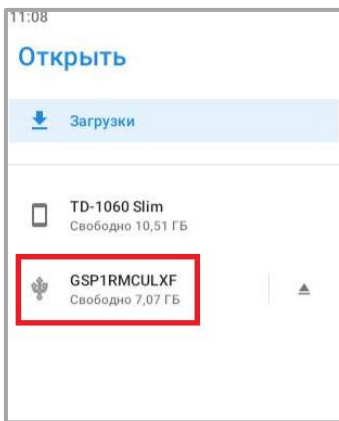 11:08
Открыть
Загрузки
TD-1060 Slim
Свободно 10,51 ГБ
GSP1RMCULXF
Свободно 7,07 ГБ